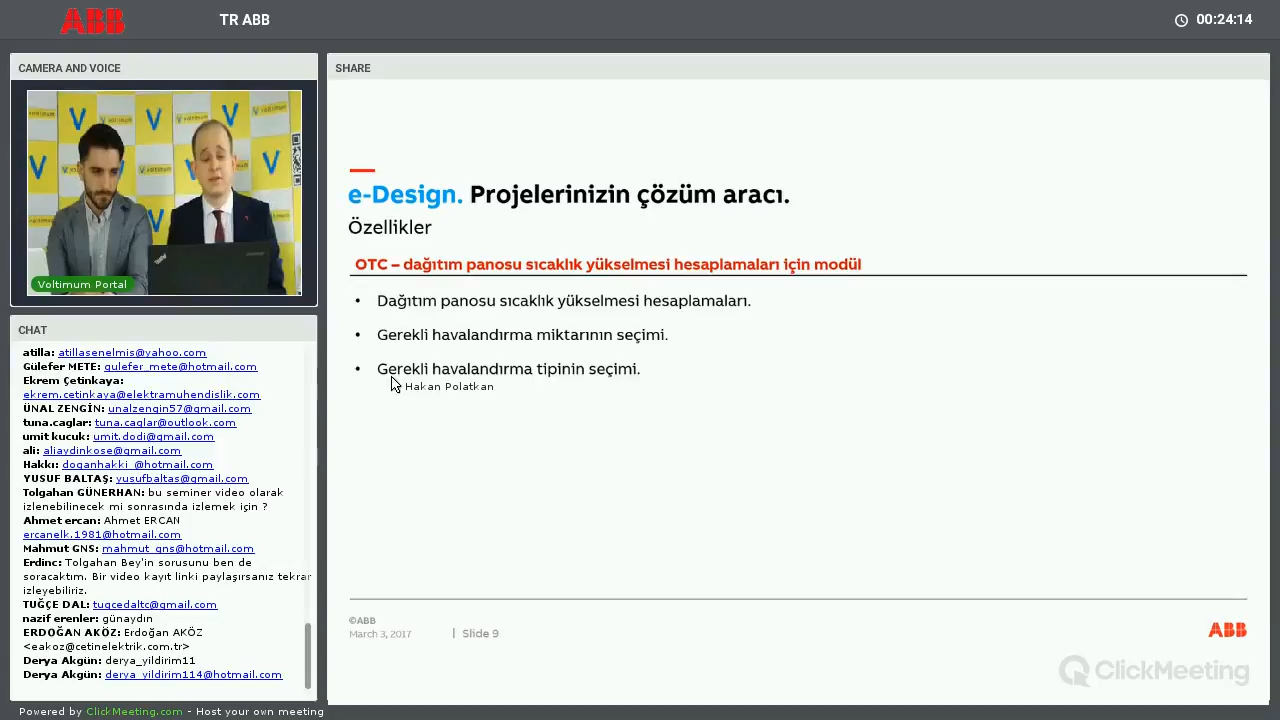 ABB
TR ABB
00:24:14
CAMERA AND VOICE
V
voltimum
Voltimum Portal
CHAT
atilla: atillasenelmis@yahoo.com
Gülefer METE: gulefer_mete@hotmail.com
Ekrem Çetinkaya:
ekrem.cetinkaya@elektramuhendislik.com
ÜNAL ZENGİN: unalzengin57@gmail.com
tuna.caglar: tuna.caglar@outlook.com
umit kucuk: umit.dodi@gmail.com
ali: aliaydinkose@gmail.com
Hakkı: doganhakki_@hotmail.com
YUSUF BALTAŞ: yusufbaltas@gmail.com
Tolgahan GÜNERHAN: bu seminer video olarak
izlenebilinecek mi sonrasında izlemek için ?
Ahmet ercan: Ahmet ERCAN
ercanelk.1981@hotmail.com
Mahmut GNS: mahmut_gns@hotmail.com
Erdinc: Tolgahan Bey'in sorusunu ben de
soracaktım. Bir video kayıt linki paylaşırsanız tekrar
izleyebiliriz.
TUĞÇE DAL: tugcedaltc@gmail.com
nazif erenler: günaydın
ERDOĞAN AKÖZ: Erdoğan AKÖZ
<eakoz@cetinelektrik.com.tr>
Derya Akgün: derya_yildirim11
Derya Akgün: derya_yildirim114@hotmail.com
Powered by ClickMeeting.com - Host your own meeting
SHARE
e-Design. Projelerinizin çözüm aracı.
Özellikler
OTC – dağıtım panosu sıcaklık yükselmesi hesaplamaları için modül
• Dağıtım panosu sıcaklık yükselmesi hesaplamaları.
• Gerekli havalandırma miktarının seçimi.
• Gerekli havalandırma tipinin seçimi.
Hakan Polatkan
©ABB
March 3, 2017 | Slide 9
ABB
ClickMeeting